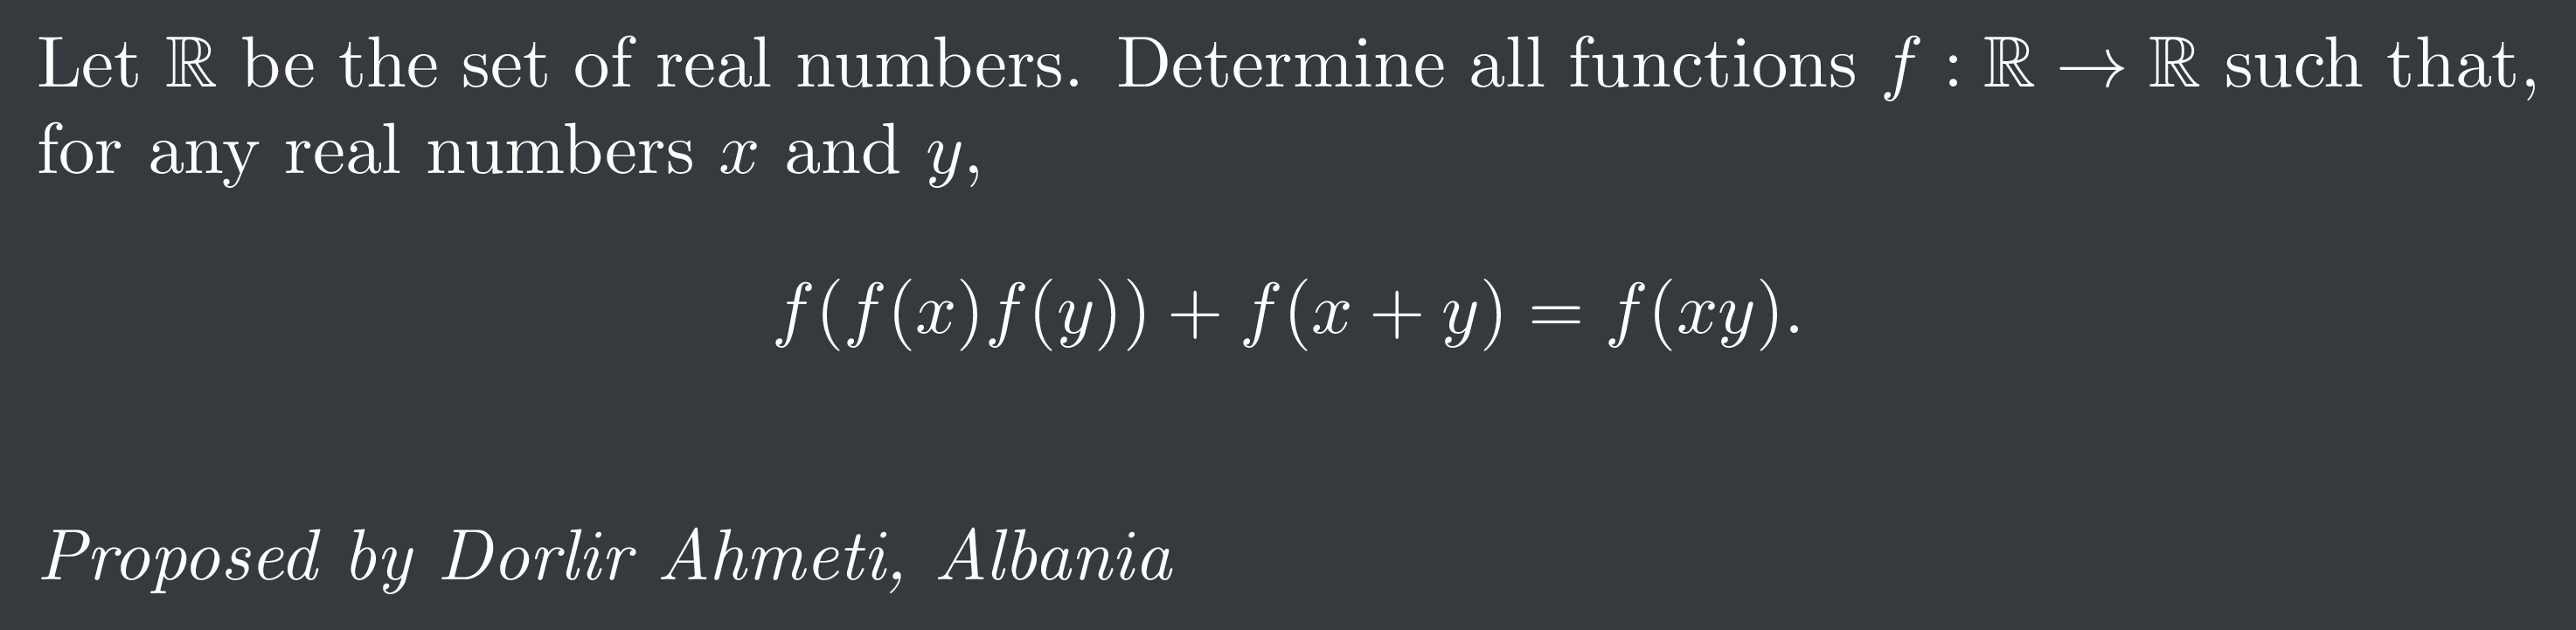 Let ℝ be the set of real numbers. Determine all functions f : ℝ → ℝ such that,
for any real numbers x and y,
f(f(x)f(y)) + f(x + y) = f(xy).
Proposed by Dorlir Ahmeti, Albania